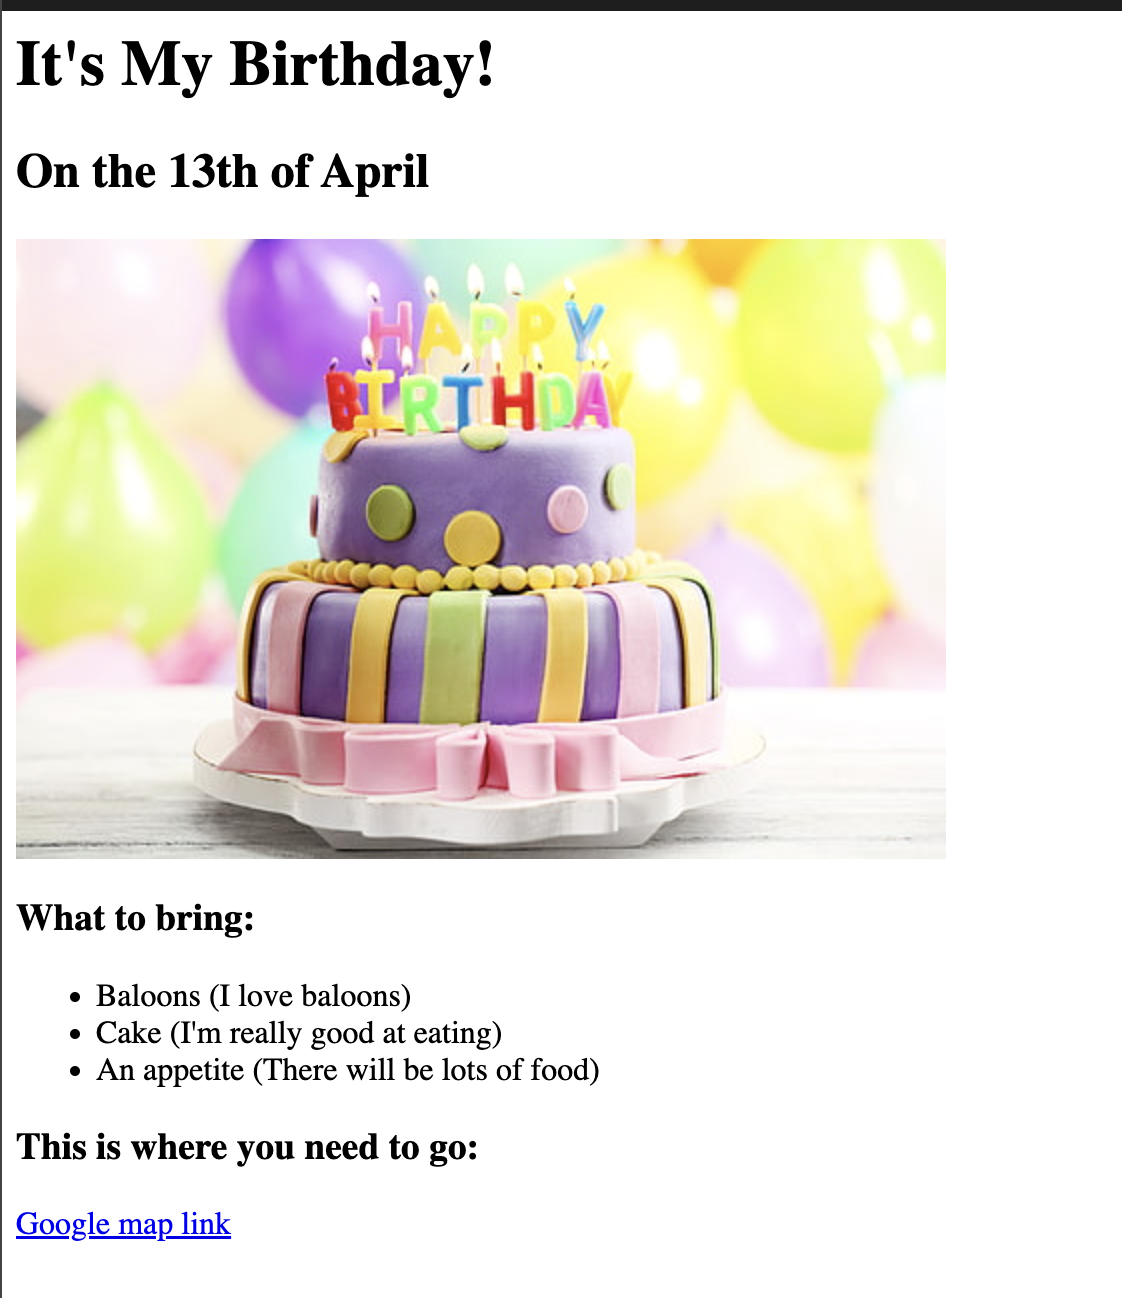 It's My Birthday!
On the 13th of April
HAPPY
BIRTHDAY
What to bring:
Baloons (I love baloons)
Cake (I'm really good at eating)
An appetite (There will be lots of food)
This is where you need to go:
Google map link